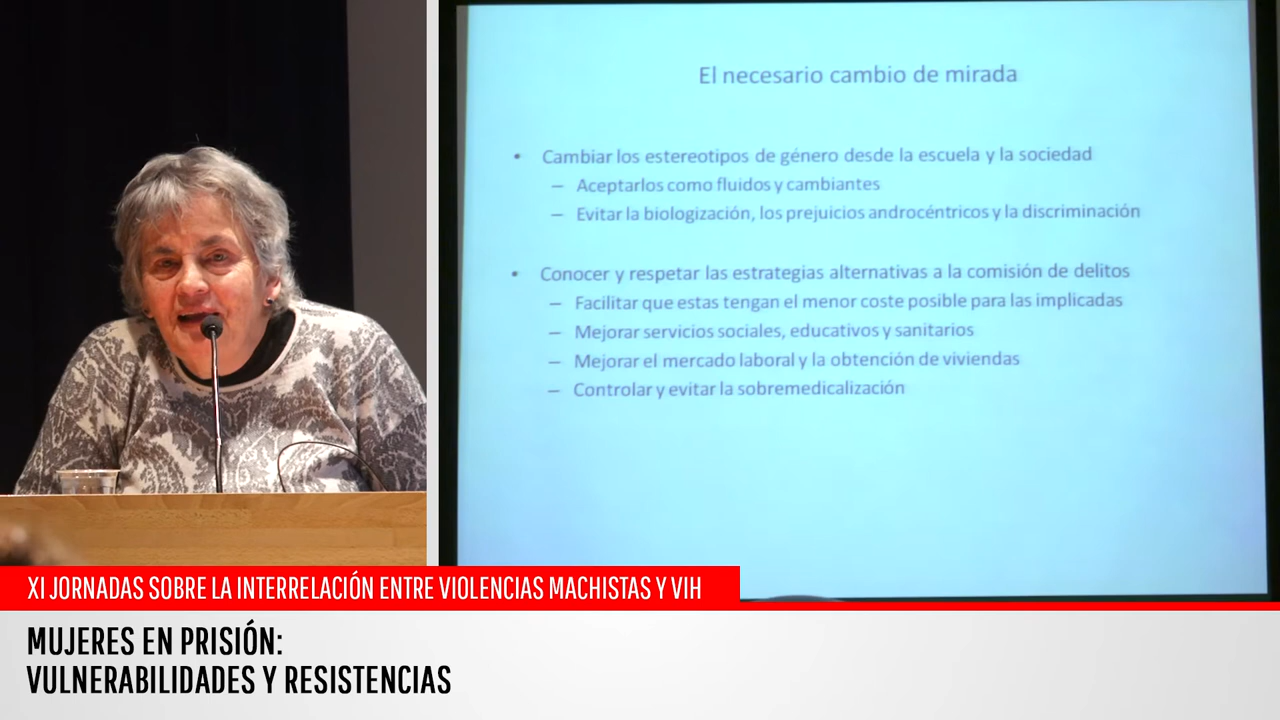 El necesario cambio de mirada
• Cambiar los estereotipos de género desde la escuela y la sociedad
– Aceptarlos como fluidos y cambiantes
– Evitar la biologización, los prejuicios androcéntricos y la discriminación
• Conocer y respetar las estrategias alternativas a la comisión de delitos
– Facilitar que estas tengan el menor coste posible para las implicadas
– Mejorar servicios sociales, educativos y sanitarios
– Mejorar el mercado laboral y la obtención de viviendas
– Controlar y evitar la sobremedicalización
XI JORNADAS SOBRE LA INTERRELACIÓN ENTRE VIOLENCIAS MACHISTAS Y VIH
MUJERES EN PRISIÓN:
VULNERABILIDADES Y RESISTENCIAS